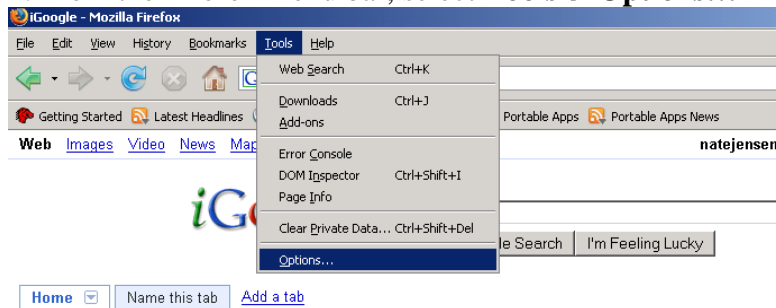 iGoogle - Mozilla Firefox
File Edit View History Bookmarks Tools Help
Web Search Ctrl+K
Downloads Ctrl+J
Add-ons
Error Console
DOM Inspector Ctrl+Shift+I
Page Info
Clear Private Data... Ctrl+Shift+Del
Options...
Getting Started Latest Headlines Portable Apps Portable Apps News
Web Images Video News Map natejensen
iGo
le Search I'm Feeling Lucky
Home Name this tab Add a tab